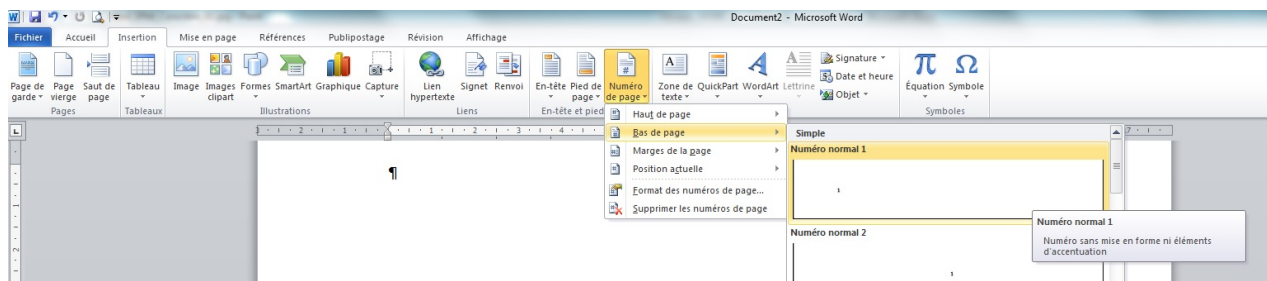 Document2 - Microsoft Word
Fichier Accueil Insertion Mise en page Références Publipostage Révision Affichage
Page de garde
Page vierge
Saut de page
Tableau
Image
Images clipart
Formes
SmartArt
Graphique
Capture
Lien hypertexte
Signet
Renvoi
En-tête
Pied de page
Numéro de page
Zone de texte
QuickPart
WordArt
Lettrine
Signature
Date et heure
Objet
Équation
Symbole
Pages
Tableaux
Illustrations
Liens
En-tête et pied
Symboles
Haut de page
Bas de page
Marges de la page
Position actuelle
Format des numéros de page...
Supprimer les numéros de page
Simple
Numéro normal 1
1
Numéro normal 2
1
Numéro normal 1
Numéro sans mise en forme ni éléments
d'accentuation
¶